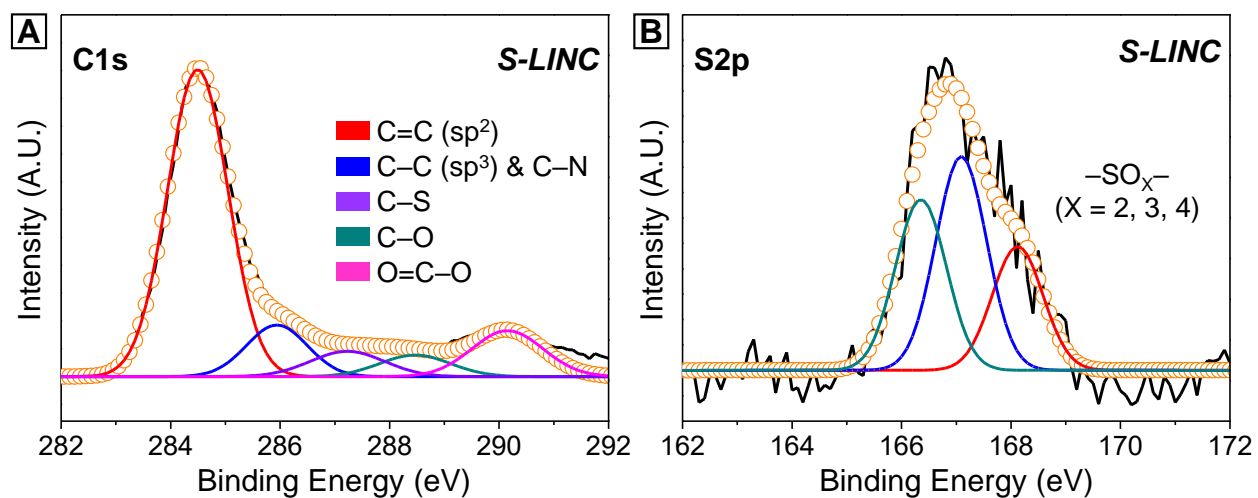 A
C1s
S-LINC
C=C (sp²)
C–C (sp³) & C–N
C–S
C–O
O=C–O
Intensity (A.U.)
282 284 286 288 290 292
Binding Energy (eV)
B
S2p
S-LINC
–SOₓ–
(X = 2, 3, 4)
Intensity (A.U.)
162 164 166 168 170 172
Binding Energy (eV)